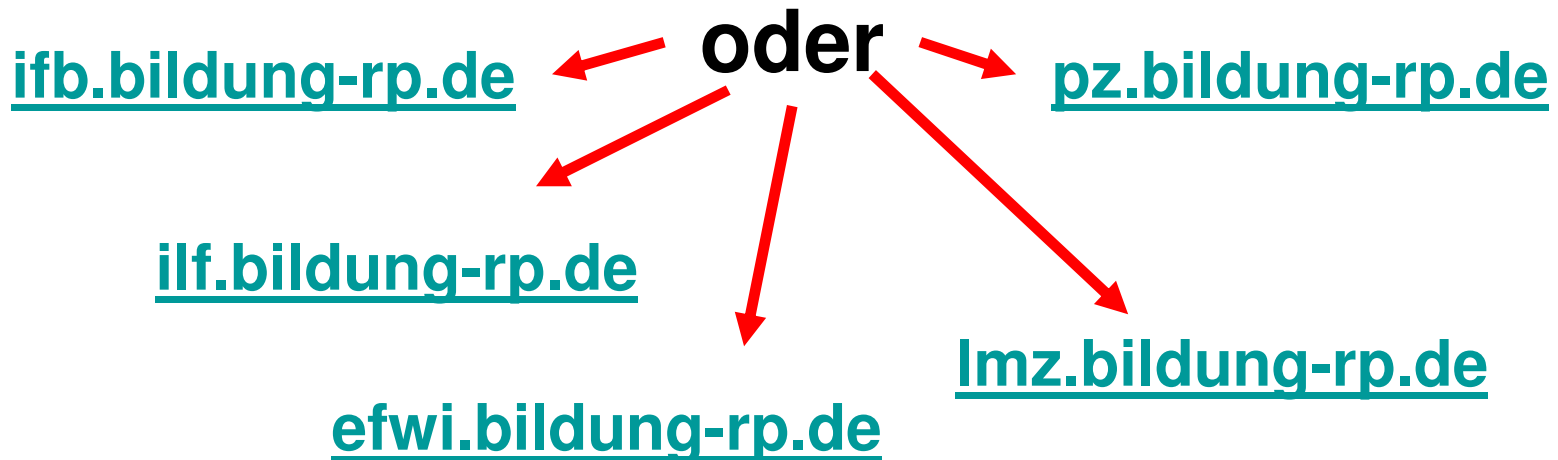 oder
ifb.bildung-rp.de
pz.bildung-rp.de
ilf.bildung-rp.de
lmz.bildung-rp.de
efwi.bildung-rp.de